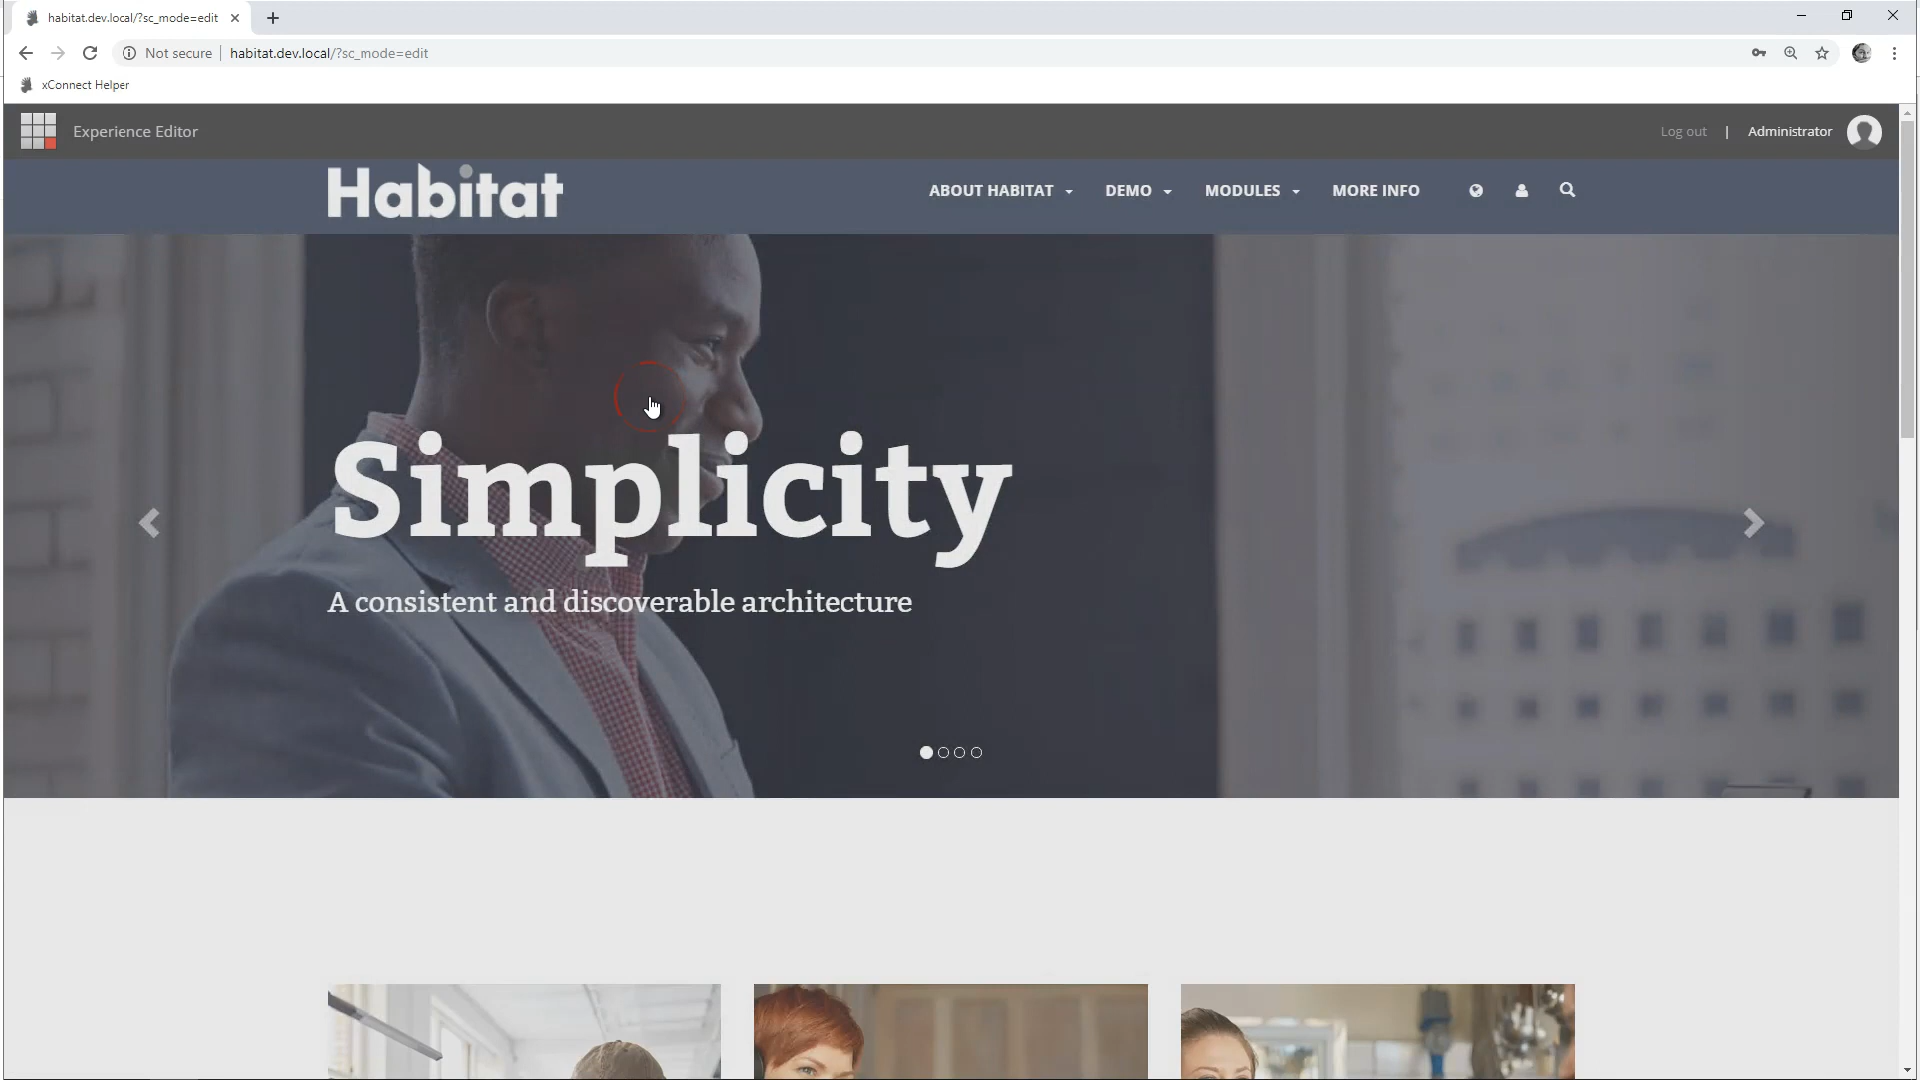 habitat.dev.local/?sc_mode=edit
Not secure habitat.dev.local/?sc_mode=edit
xConnect Helper
Experience Editor
Log out | Administrator
Habitat
ABOUT HABITAT DEMO MODULES MORE INFO
Simplicity
A consistent and discoverable architecture